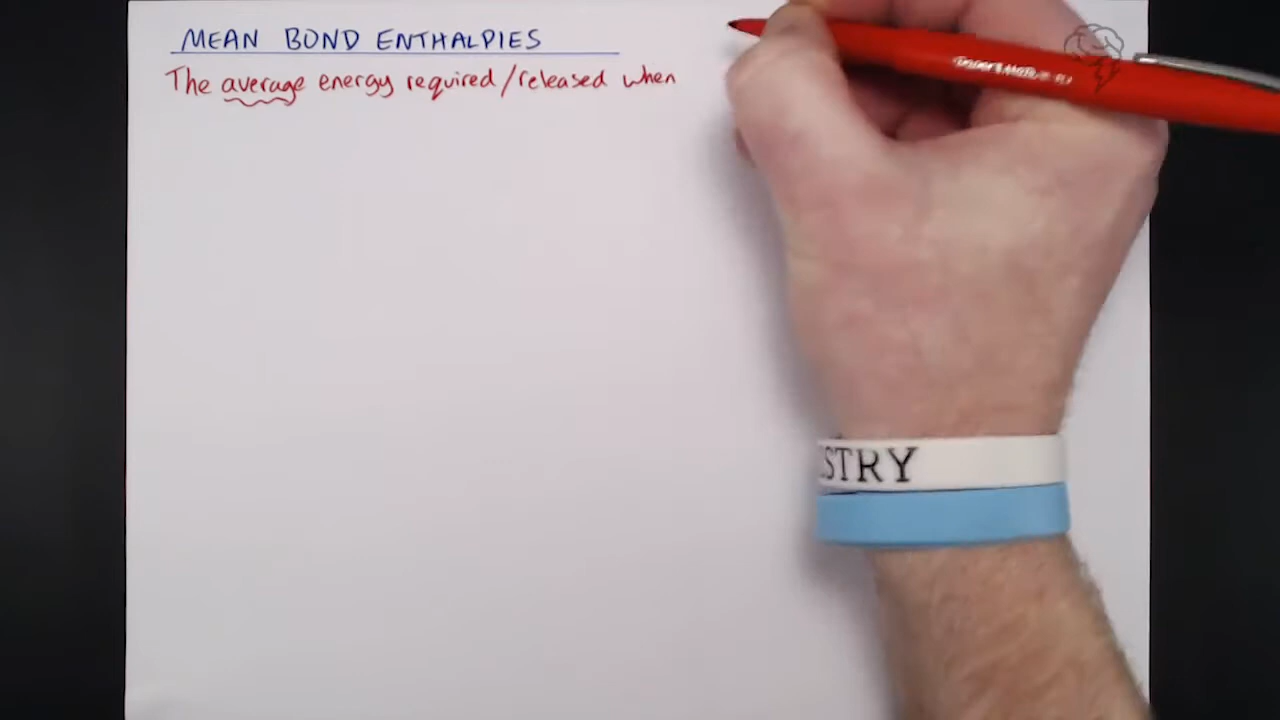 MEAN BOND ENTHALPIES
The average energy required/released when
STRY